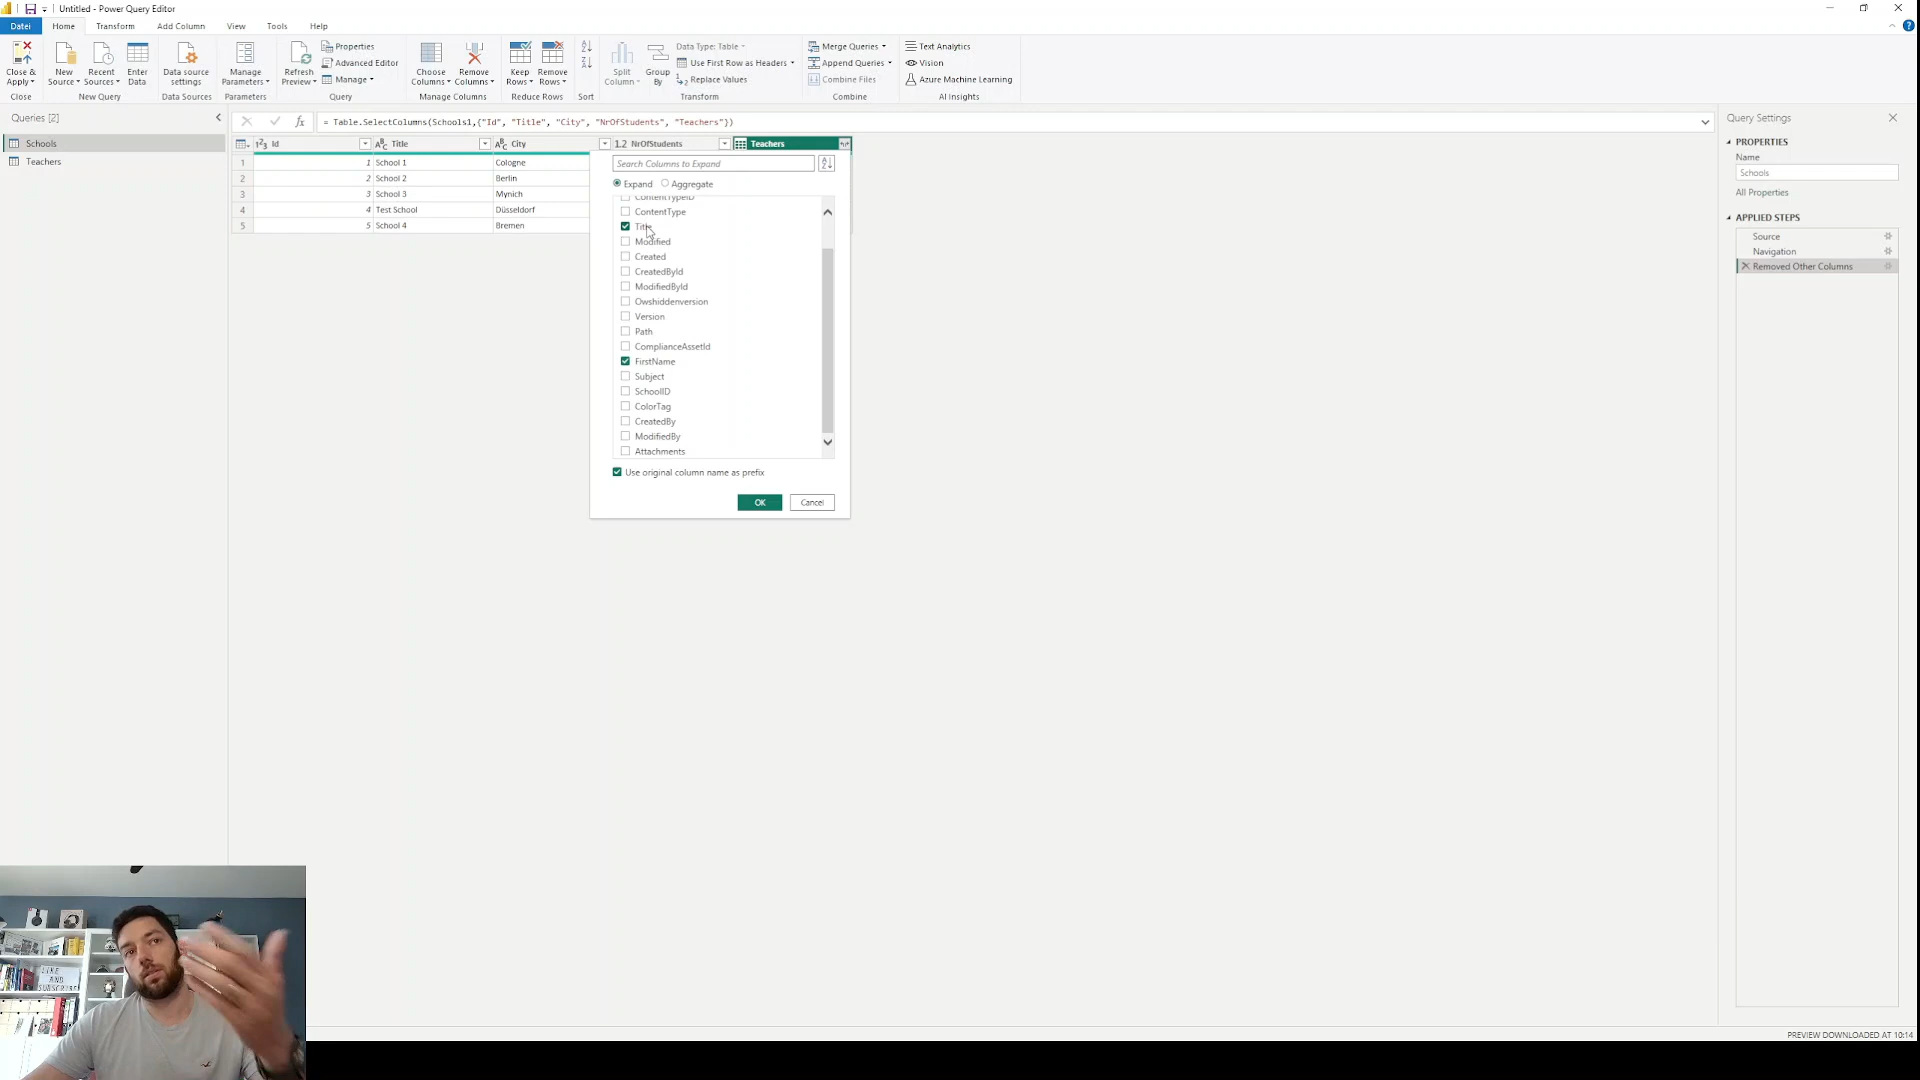 Untitled - Power Query Editor
Datei Home Transform Add Column View Tools Help
Close & Apply
New Source
Recent Sources
Enter Data
Data source settings
Manage Parameters
Refresh Preview
Properties
Advanced Editor
Manage
Choose Columns
Remove Columns
Keep Rows
Remove Rows
Split Column
Group By
Data Type: Table
Use First Row as Headers
Replace Values
Merge Queries
Append Queries
Combine Files
Text Analytics
Vision
Azure Machine Learning
Close New Query Data Sources Parameters Query Manage Columns Reduce Rows Sort Transform Combine AI Insights
Queries [2]
Schools
Teachers
= Table.SelectColumns(Schools1,{"Id", "Title", "City", "NrOfStudents", "Teachers"})
Id Title City NrOfStudents Teachers
1 1 School 1 Cologne
2 2 School 2 Berlin
3 3 School 3 Mynich
4 4 Test School Düsseldorf
5 5 School 4 Bremen
Search Columns to Expand
Expand Aggregate
ContentTypeID
ContentType
Title
Modified
Created
CreatedById
ModifiedById
Owshiddenversion
Version
Path
ComplianceAssetId
FirstName
Subject
SchoolID
ColorTag
CreatedBy
ModifiedBy
Attachments
Use original column name as prefix
OK Cancel
Query Settings
PROPERTIES
Name
Schools
All Properties
APPLIED STEPS
Source
Navigation
Removed Other Columns
LIKE
AND
SUBSCRIBE
PREVIEW DOWNLOADED AT 10:14